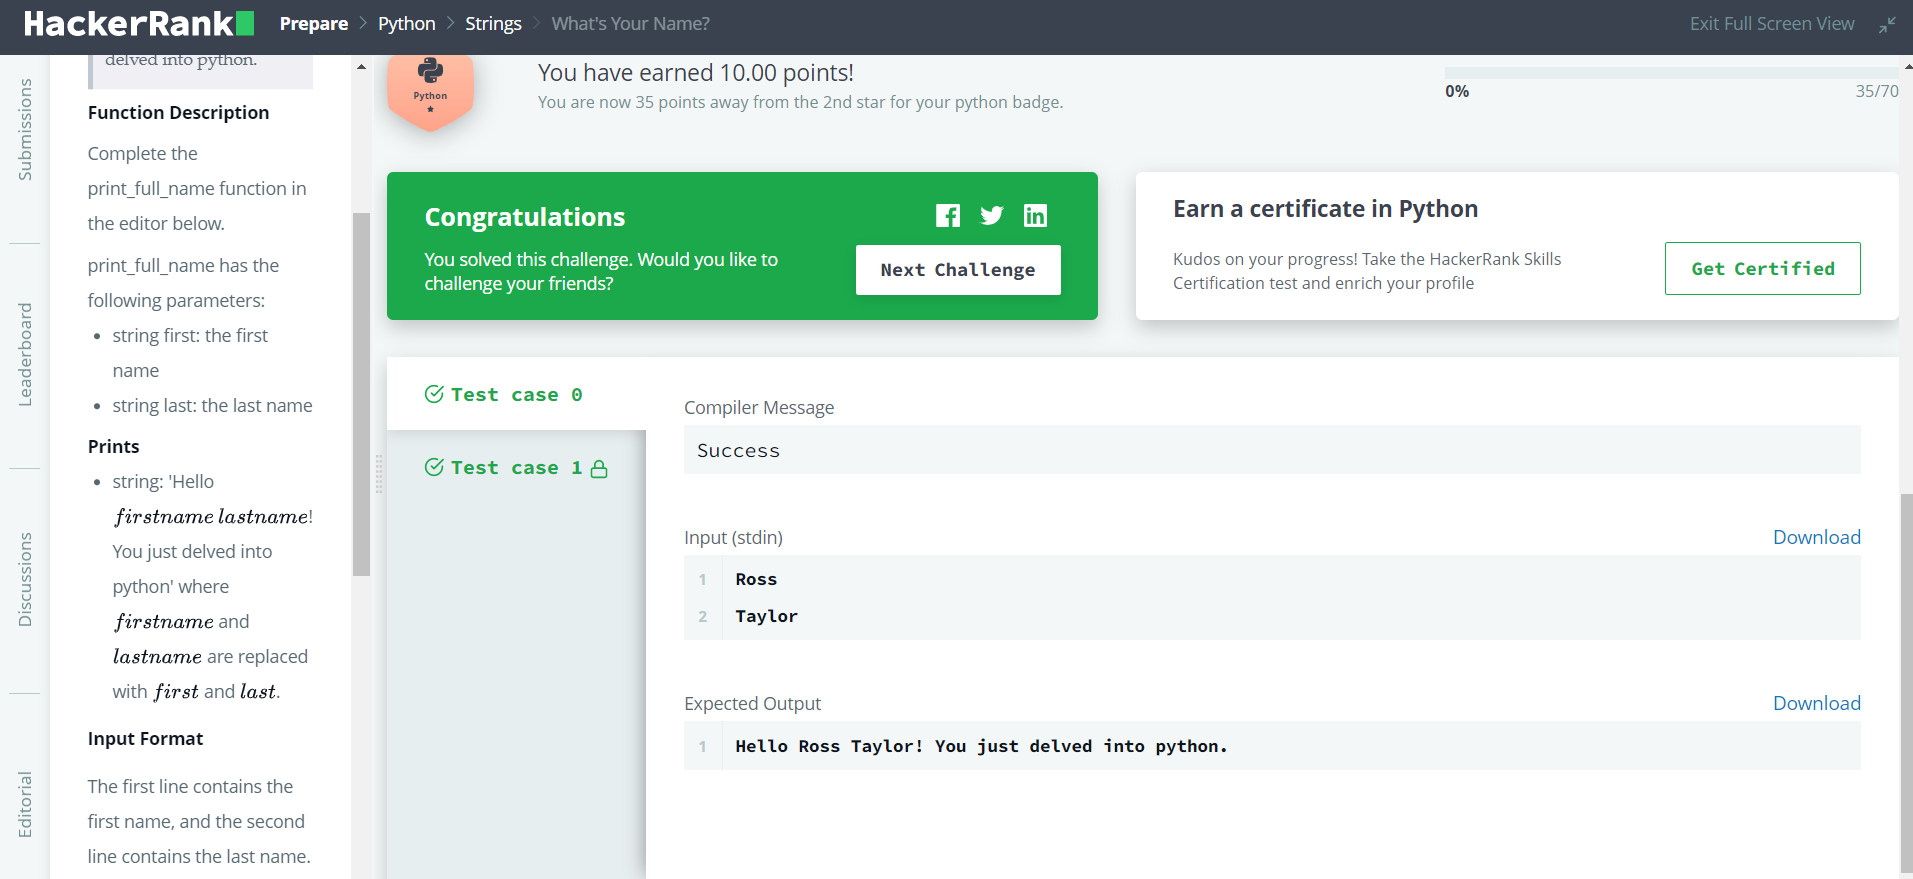 HackerRank Prepare > Python > Strings > What's Your Name? Exit Full Screen View
Submissions
Leaderboard
Discussions
Editorial
delved into python.
Function Description
Complete the
print_full_name function in
the editor below.
print_full_name has the
following parameters:
• string first: the first
name
• string last: the last name
Prints
• string: 'Hello
firstname lastname!
You just delved into
python' where
firstname and
lastname are replaced
with first and last.
Input Format
The first line contains the
first name, and the second
line contains the last name.
Python
You have earned 10.00 points!
You are now 35 points away from the 2nd star for your python badge.
0% 35/70
Congratulations
You solved this challenge. Would you like to
challenge your friends?
Next Challenge
Earn a certificate in Python
Kudos on your progress! Take the HackerRank Skills
Certification test and enrich your profile
Get Certified
Test case 0
Test case 1
Compiler Message
Success
Input (stdin) Download
1 Ross
2 Taylor
Expected Output Download
1 Hello Ross Taylor! You just delved into python.